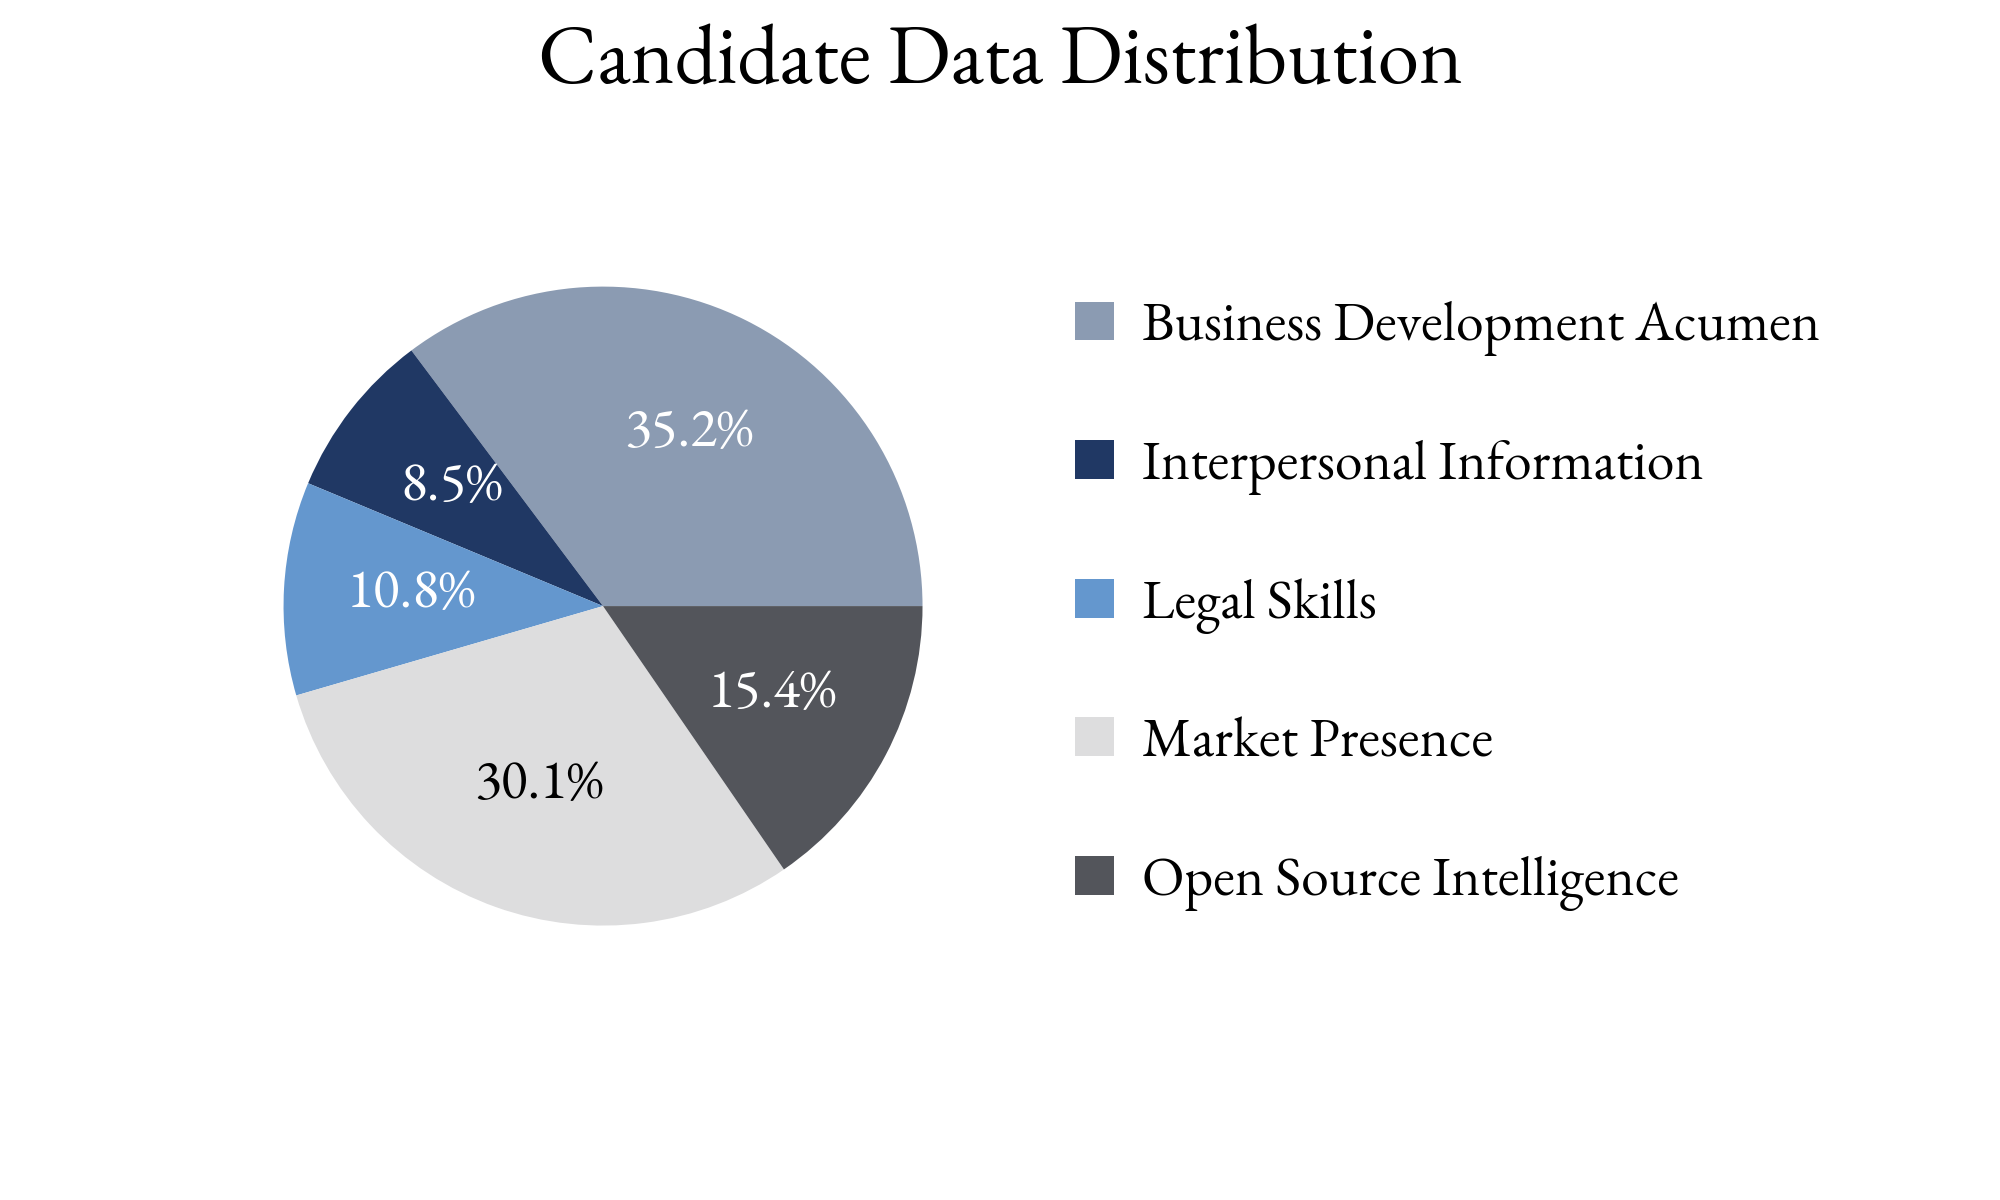 Candidate Data Distribution
35.2%
8.5%
10.8%
15.4%
30.1%
Business Development Acumen
Interpersonal Information
Legal Skills
Market Presence
Open Source Intelligence